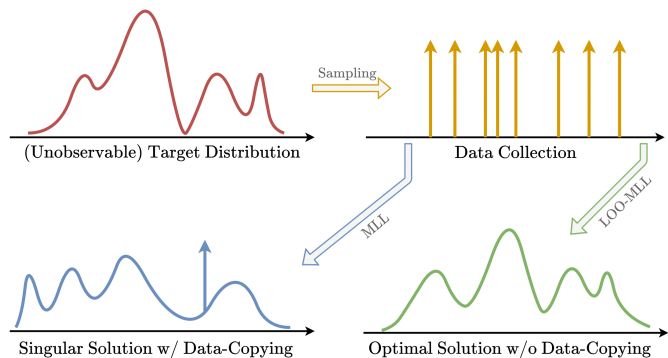 Sampling
(Unobservable) Target Distribution
Data Collection
MLL
LOO-MLL
Singular Solution w/ Data-Copying
Optimal Solution w/o Data-Copying